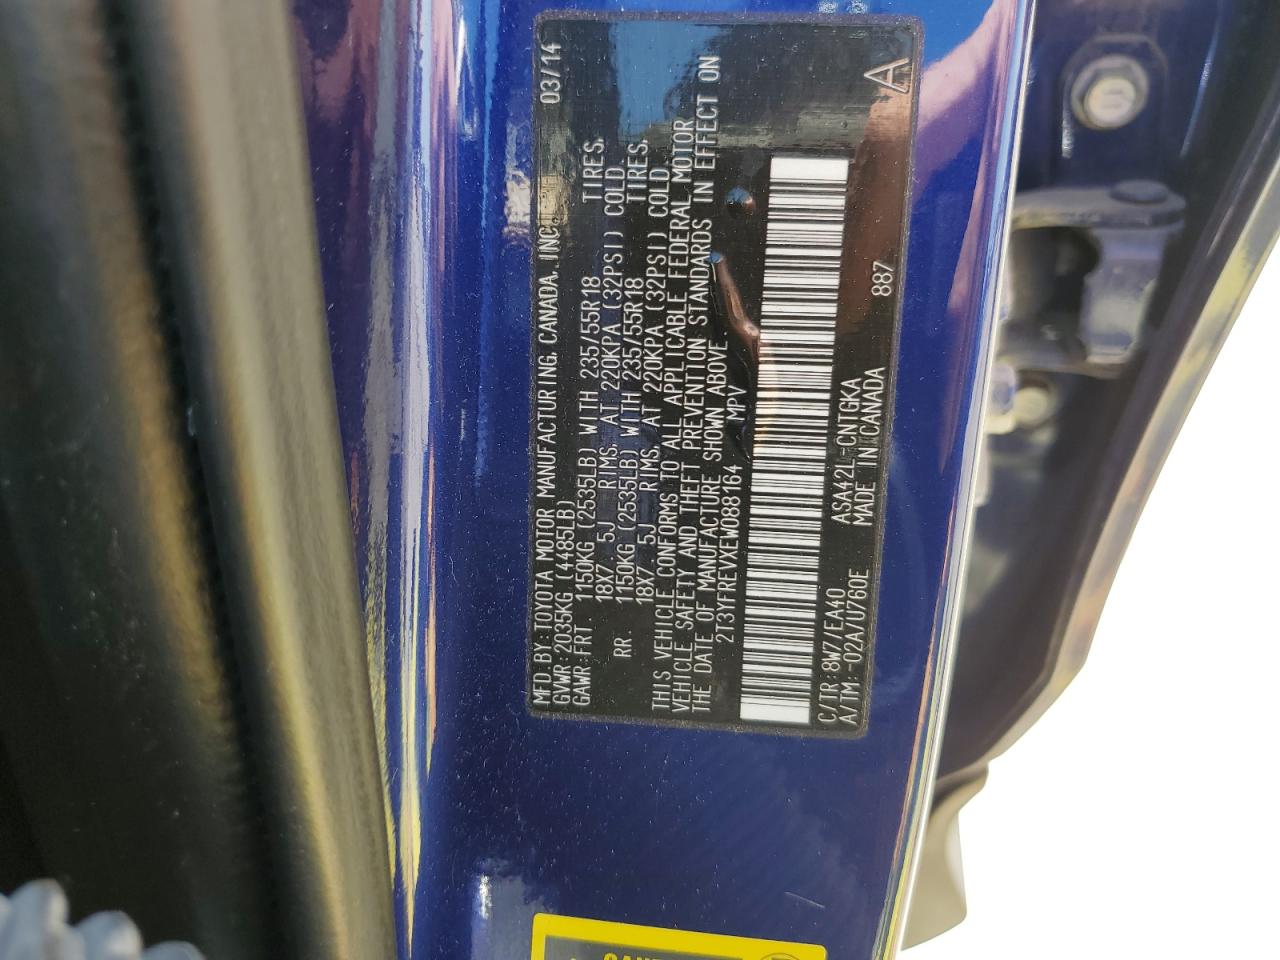 MFD. BY: TOYOTA MOTOR MANUFACTURING, CANADA, INC. 03/14
GVWR: 2035KG (4485LB)
GAWR: FRT. 1150KG (2535LB) WITH 235/55R18 TIRES,
18X7.5J RIMS, AT 220KPA (32PSI) COLD
RR. 1150KG (2535LB) WITH 235/55R18 TIRES,
18X7.5J RIMS, AT 220KPA (32PSI) COLD
THIS VEHICLE CONFORMS TO ALL APPLICABLE FEDERAL MOTOR
VEHICLE SAFETY AND THEFT PREVENTION STANDARDS IN EFFECT ON
THE DATE OF MANUFACTURE SHOWN ABOVE.
2T3YFREVXEW088164 MPV
A
C/TR: 8W7/EA40 ASA42L-CNTGKA 887
A/TM: -02A/U760E MADE IN CANADA